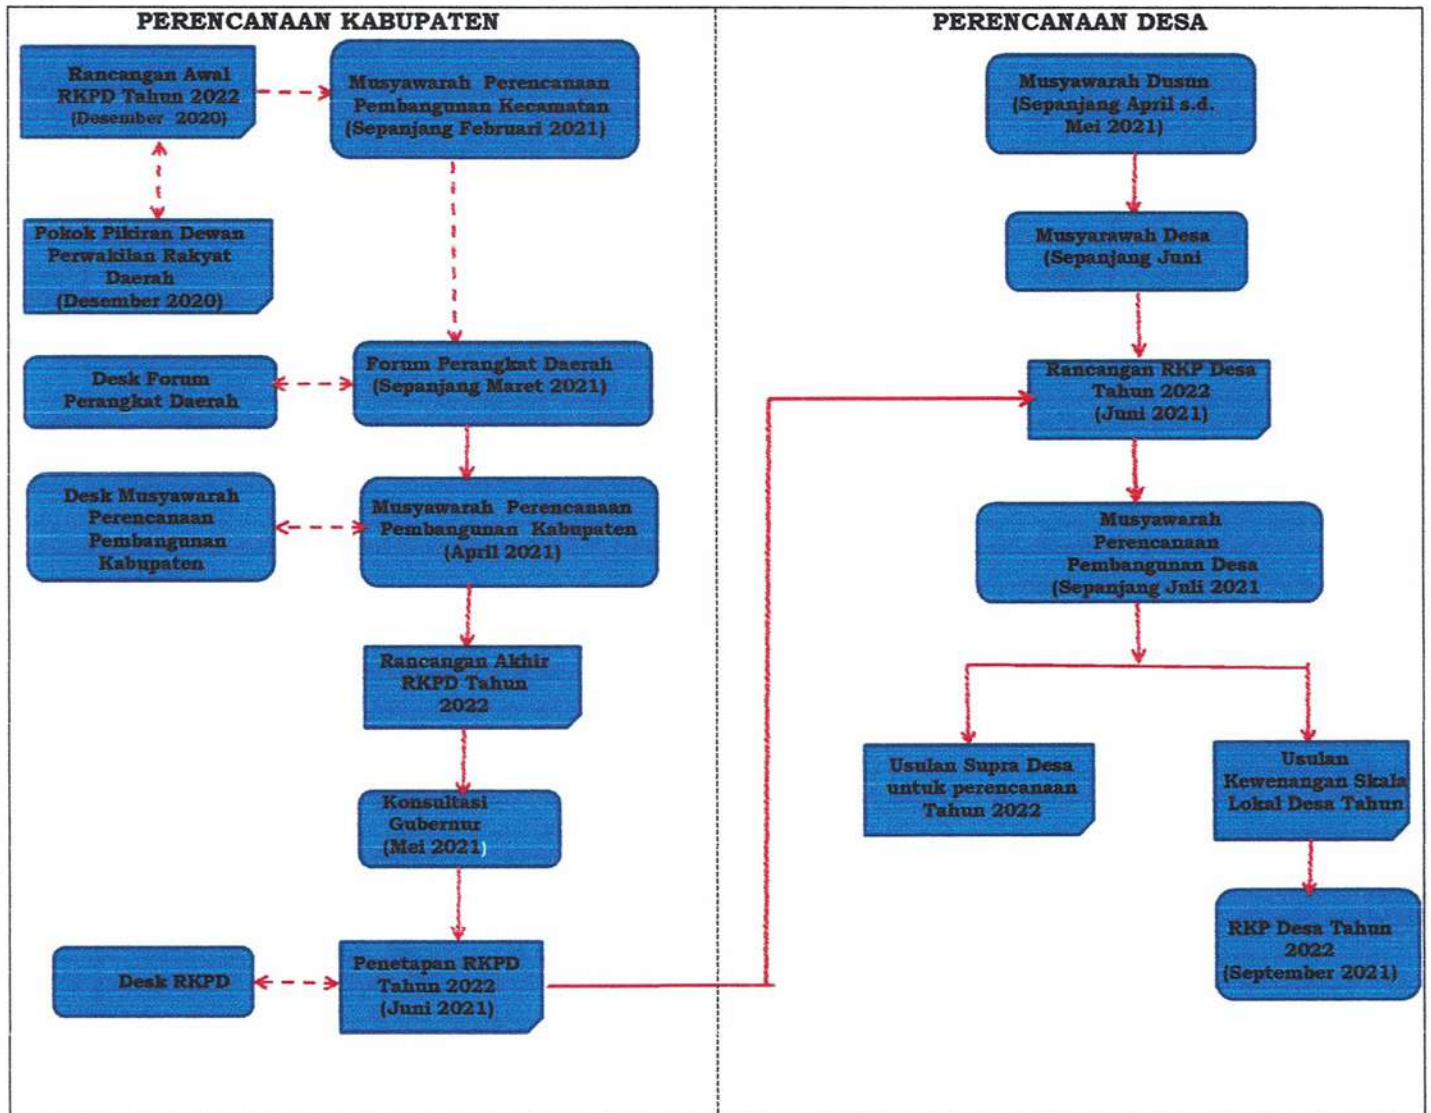 PERENCANAAN KABUPATEN
Rancangan Awal
RKPD Tahun 2022
(Desember 2020)
Musyawarah Perencanaan
Pembangunan Kecamatan
(Sepanjang Februari 2021)
Pokok Pikiran Dewan
Perwakilan Rakyat
Daerah
(Desember 2020)
Desk Forum
Perangkat Daerah
Forum Perangkat Daerah
(Sepanjang Maret 2021)
Desk Musyawarah
Perencanaan
Pembangunan
Kabupaten
Musyawarah Perencanaan
Pembangunan Kabupaten
(April 2021)
Rancangan Akhir
RKPD Tahun
2022
Konsultasi
Gubernur
(Mei 2021)
Desk RKPD
Penetapan RKPD
Tahun 2022
(Juni 2021)
PERENCANAAN DESA
Musyawarah Dusun
(Sepanjang April s.d.
Mei 2021)
Musyarawah Desa
(Sepanjang Juni
Rancangan RKP Desa
Tahun 2022
(Juni 2021)
Musyawarah
Perencanaan
Pembangunan Desa
(Sepanjang Juli 2021
Usulan Supra Desa
untuk perencanaan
Tahun 2022
Usulan
Kewenangan Skala
Lokal Desa Tahun
RKP Desa Tahun
2022
(September 2021)